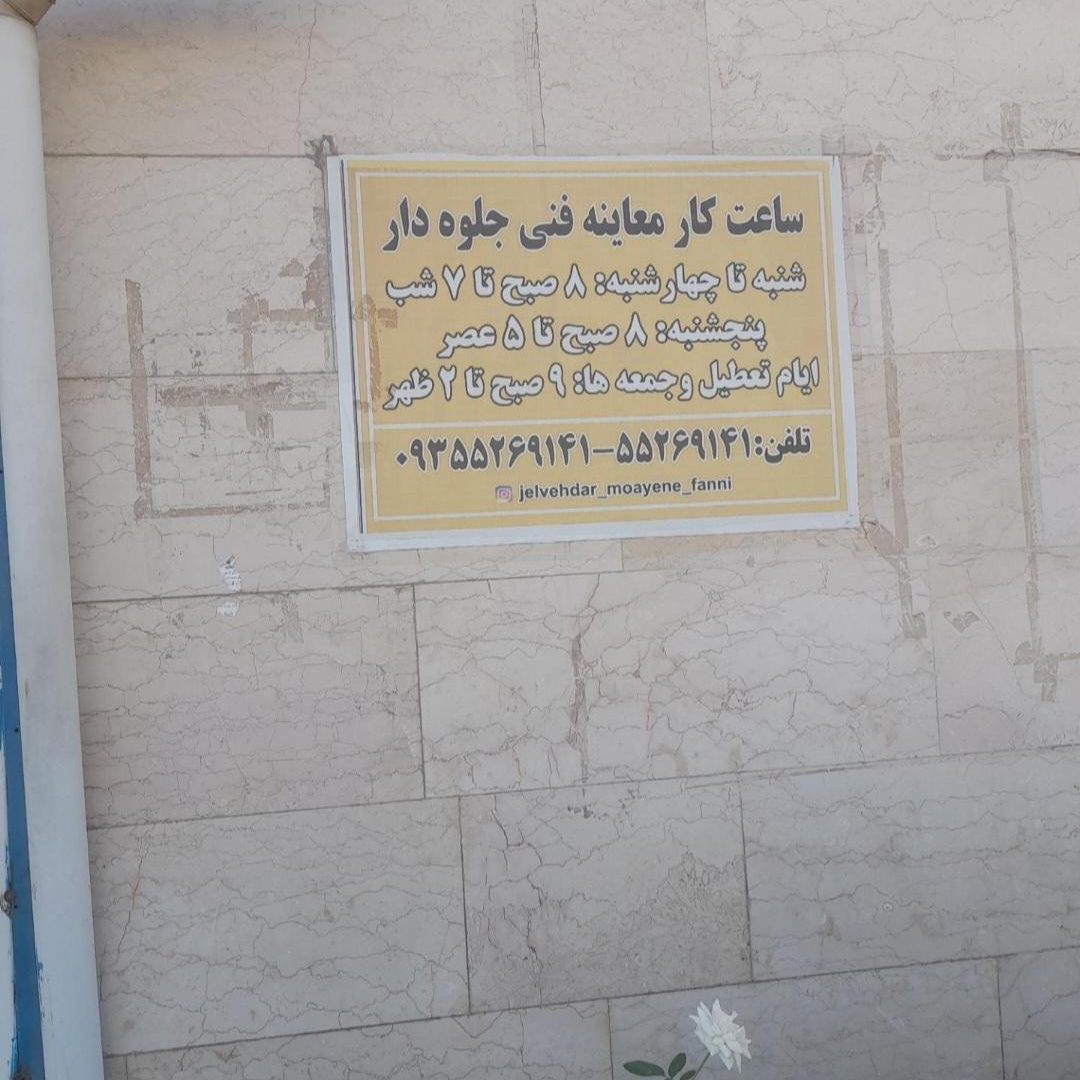 ساعت کار معاینه فنی جلوه دار
شنبه تا چهارشنبه: ۸ صبح تا ۷ شب
پنجشنبه: ۸ صبح تا ۵ عصر
ایام تعطیل وجمعه ها: ۹ صبح تا ۲ ظهر
تلفن:۵۵۲۶۹۱۴۱-۰۹۳۵۵۲۶۹۱۴۱
jelvehdar_moayene_fanni